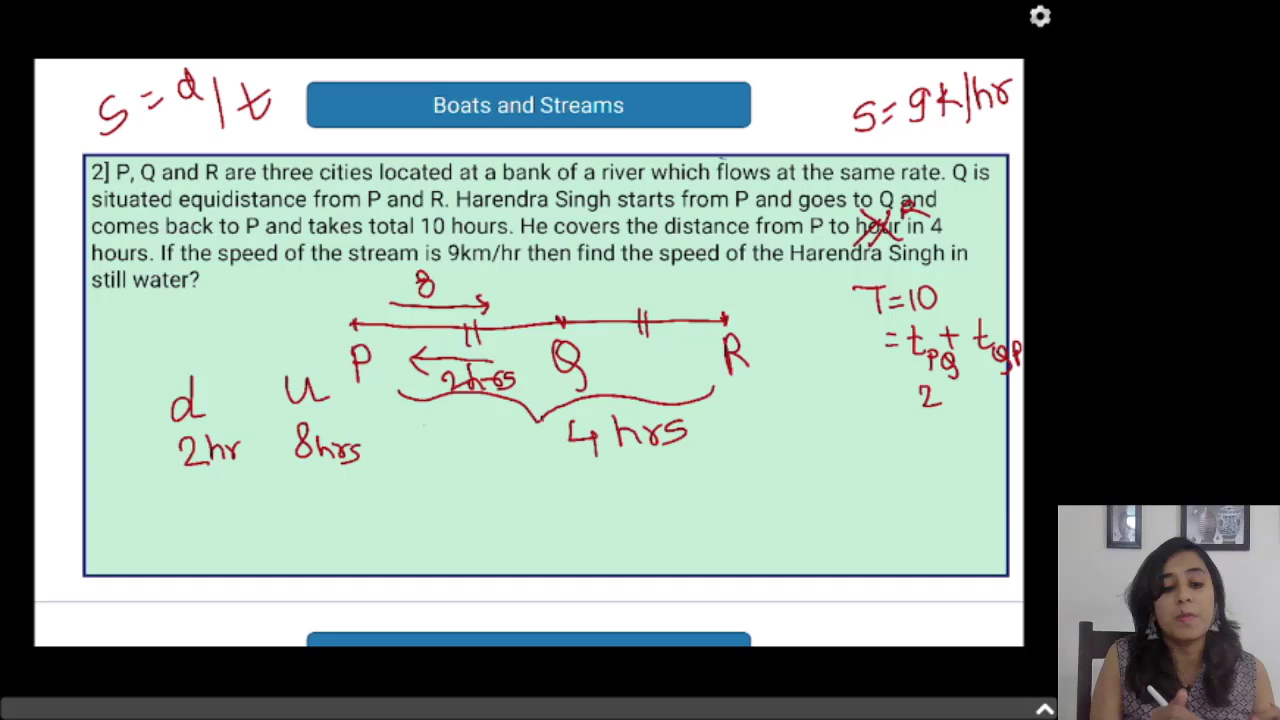 S = d/t
Boats and Streams
S = 9k/hr
2] P, Q and R are three cities located at a bank of a river which flows at the same rate. Q is
situated equidistance from P and R. Harendra Singh starts from P and goes to Q and
comes back to P and takes total 10 hours. He covers the distance from P to hour in 4
R
hours. If the speed of the stream is 9km/hr then find the speed of the Harendra Singh in
still water?
8
T = 10
= tPQ + tQP
2
P Q R
2hrs
d u
2hr 8hrs
4 hrs